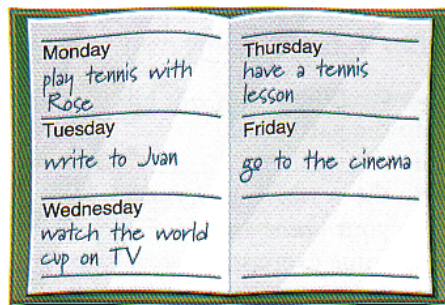 Monday
play tennis with
Rose
Tuesday
write to Juan
Wednesday
watch the world
cup on TV
Thursday
have a tennis
lesson
Friday
go to the cinema